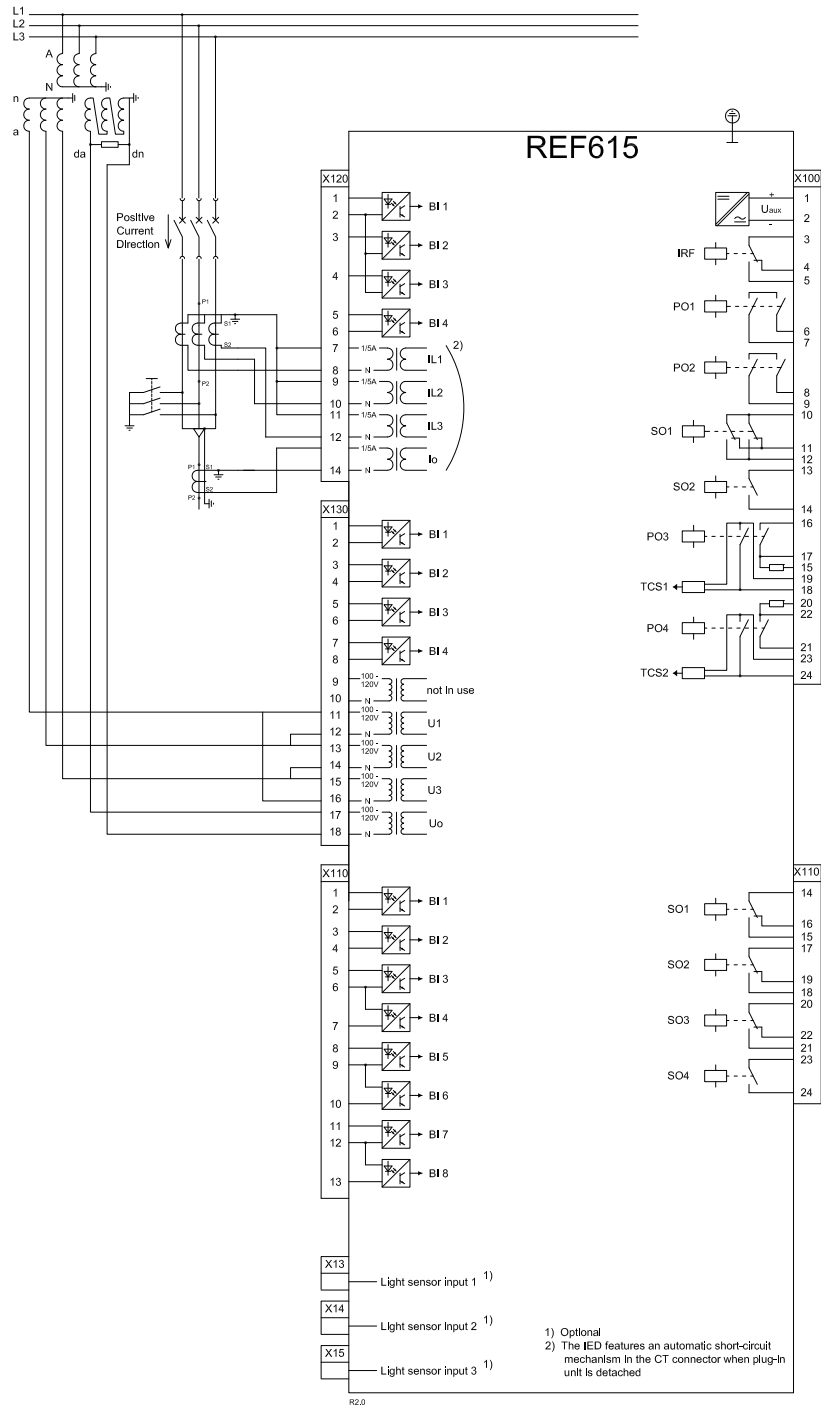 L1
L2
L3
A
N
n
a
da
dn
REF615
Positive
Current
Direction
P1
S1
S2
P2
P1
S1
S2
P2
X120
1
2
3
4
5
6
7
8
9
10
11
12
14
BI 1
BI 2
BI 3
BI 4
1/5A
N
IL1
2)
1/5A
N
IL2
1/5A
N
IL3
1/5A
N
Io
X130
1
2
3
4
5
6
7
8
9
10
11
12
13
14
15
16
17
18
BI 1
BI 2
BI 3
BI 4
100 -
120V
N
not in use
100 -
120V
N
U1
100 -
120V
N
U2
100 -
120V
N
U3
100 -
120V
N
Uo
X110
1
2
3
4
5
6
7
8
9
10
11
12
13
BI 1
BI 2
BI 3
BI 4
BI 5
BI 6
BI 7
BI 8
X13
Light sensor input 1 1)
X14
Light sensor input 2 1)
X15
Light sensor input 3 1)
X100
+
Uaux
-
1
2
IRF
3
4
5
PO1
6
7
PO2
8
9
SO1
10
11
12
SO2
13
14
PO3
TCS1
16
17
15
19
18
PO4
TCS2
20
22
21
23
24
X110
SO1
14
16
15
SO2
17
19
18
SO3
20
22
21
SO4
23
24
1) Optional
2) The IED features an automatic short-circuit
mechanism in the CT connector when plug-in
unit is detached
R2.0